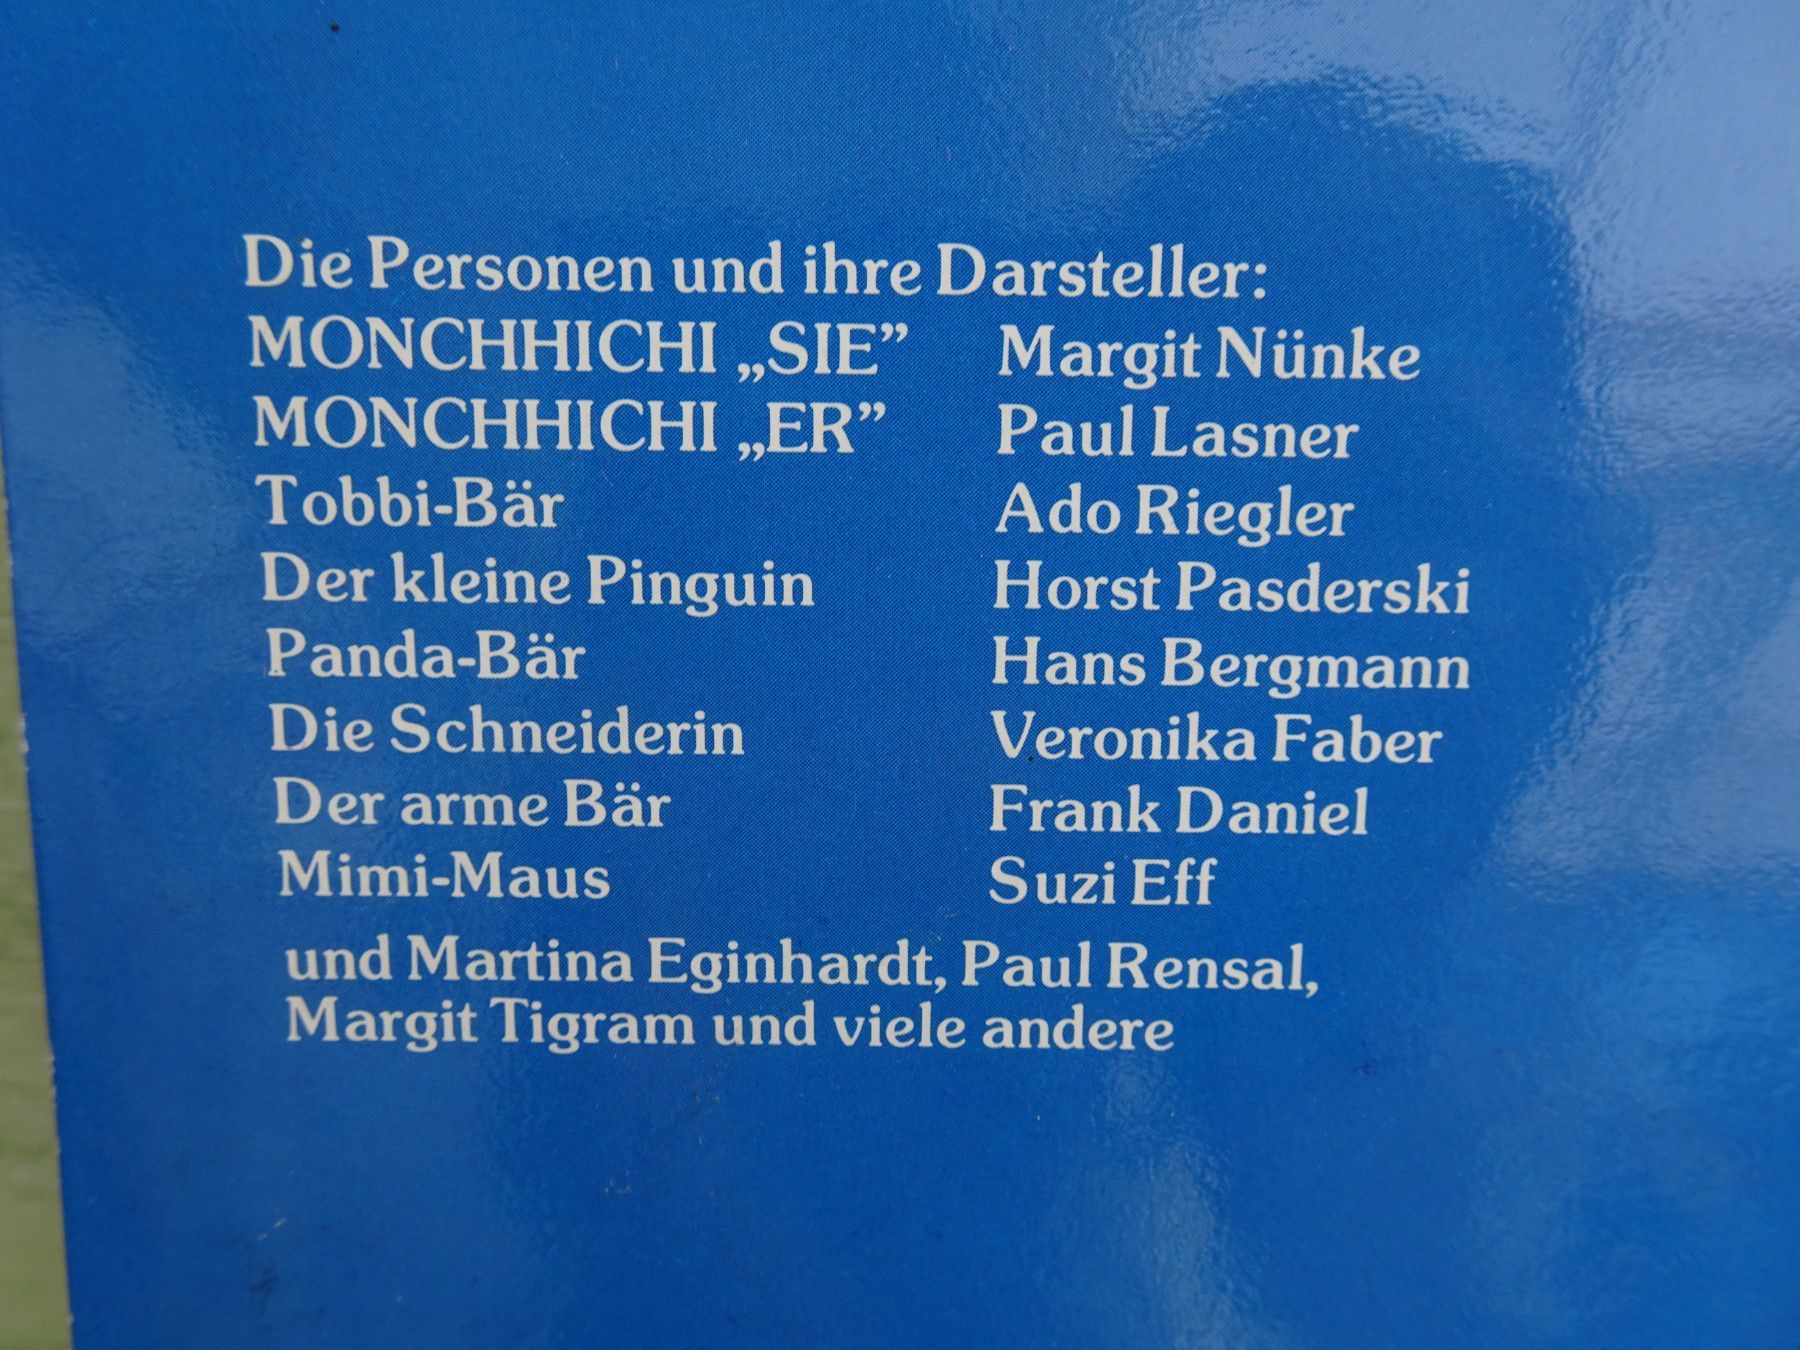 Die Personen und ihre Darsteller:
MONCHHICHI „SIE” Margit Nünke
MONCHHICHI „ER” Paul Lasner
Tobbi-Bär Ado Riegler
Der kleine Pinguin Horst Pasderski
Panda-Bär Hans Bergmann
Die Schneiderin Veronika Faber
Der arme Bär Frank Daniel
Mimi-Maus Suzi Eff
und Martina Eginhardt, Paul Rensal,
Margit Tigram und viele andere